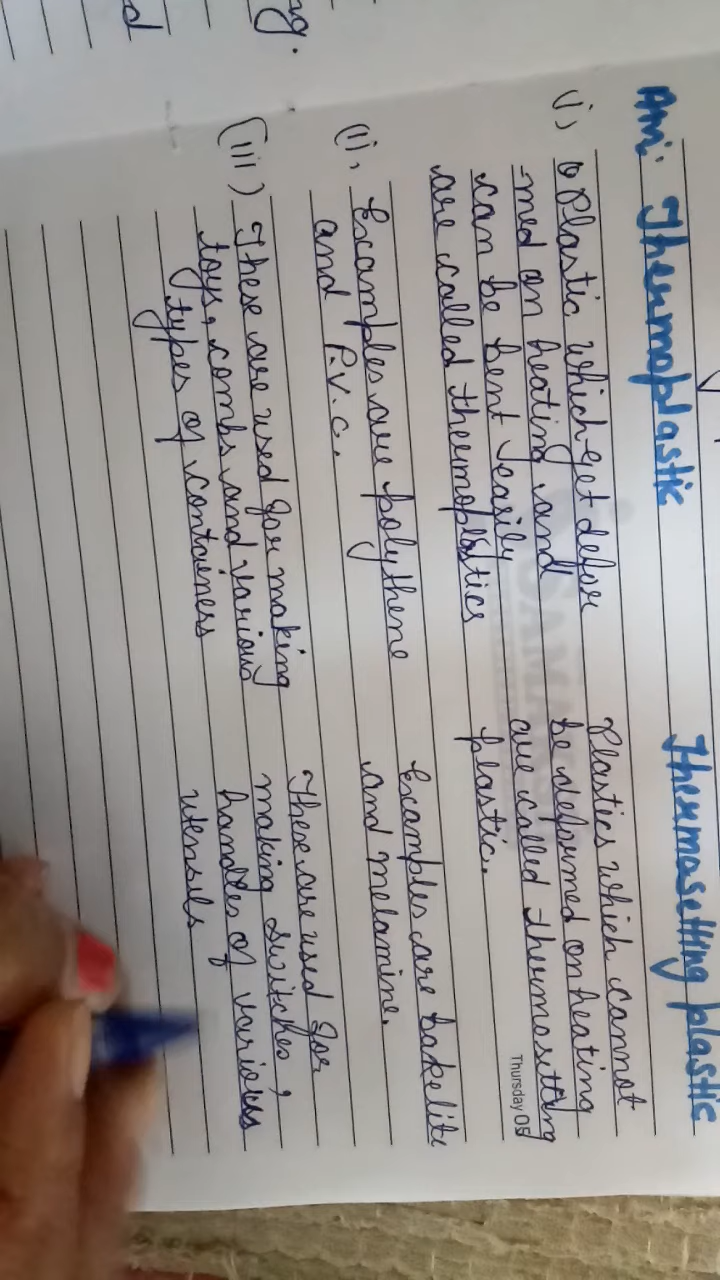 ng.
d
Ans: Thermoplastic
Thermosetting plastic
(i) Plastic which get defor
-med on heating and
can be bent easily
are called thermoplastics
Plastics which cannot
be deformed on heating
are called thermosetting
plastic.
(ii) Examples are polythene
and P.V.C.
Examples are bakelite
and melamine.
(iii) These are used for making
toys, combs and various
types of containers
These are used for
making switches,
handles of various
utensils
Thursday 05